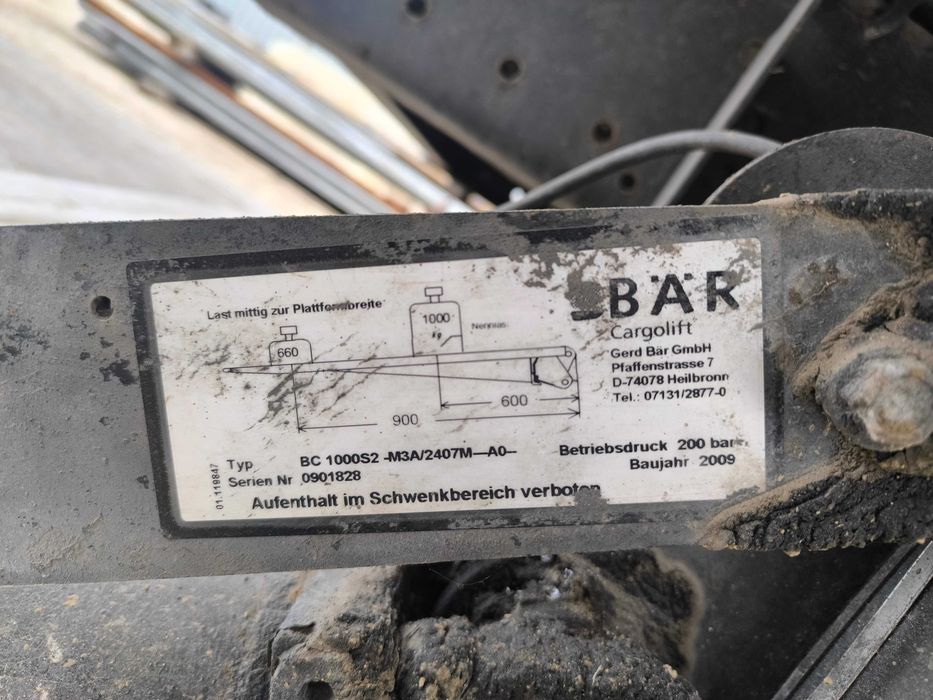 Last mittig zur Plattformbreite
660
1000
kg
Nennlas
600
900
BÄR
Cargolift
Gerd Bär GmbH
Pfaffenstrasse 7
D-74078 Heilbronn
Tel.: 07131/2877-0
Typ BC 1000S2 -M3A/2407M—A0–
Serien Nr 0901828
Betriebsdruck 200 bar
Baujahr 2009
Aufenthalt im Schwenkbereich verboten
01.119847